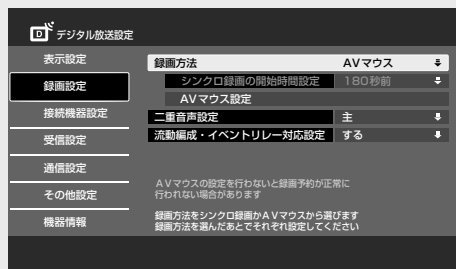 D デジタル放送設定
表示設定
録画設定
接続機器設定
受信設定
通信設定
その他設定
機器情報
録画方法 AVマウス
シンクロ録画の開始時間設定 180秒前
AVマウス設定
二重音声設定 主
流動編成・イベントリレー対応設定 する
AVマウスの設定を行わないと録画予約が正常に
行われない場合があります
録画方法をシンクロ録画かAVマウスから選びます
録画方法を選んだあとでそれぞれ設定してください